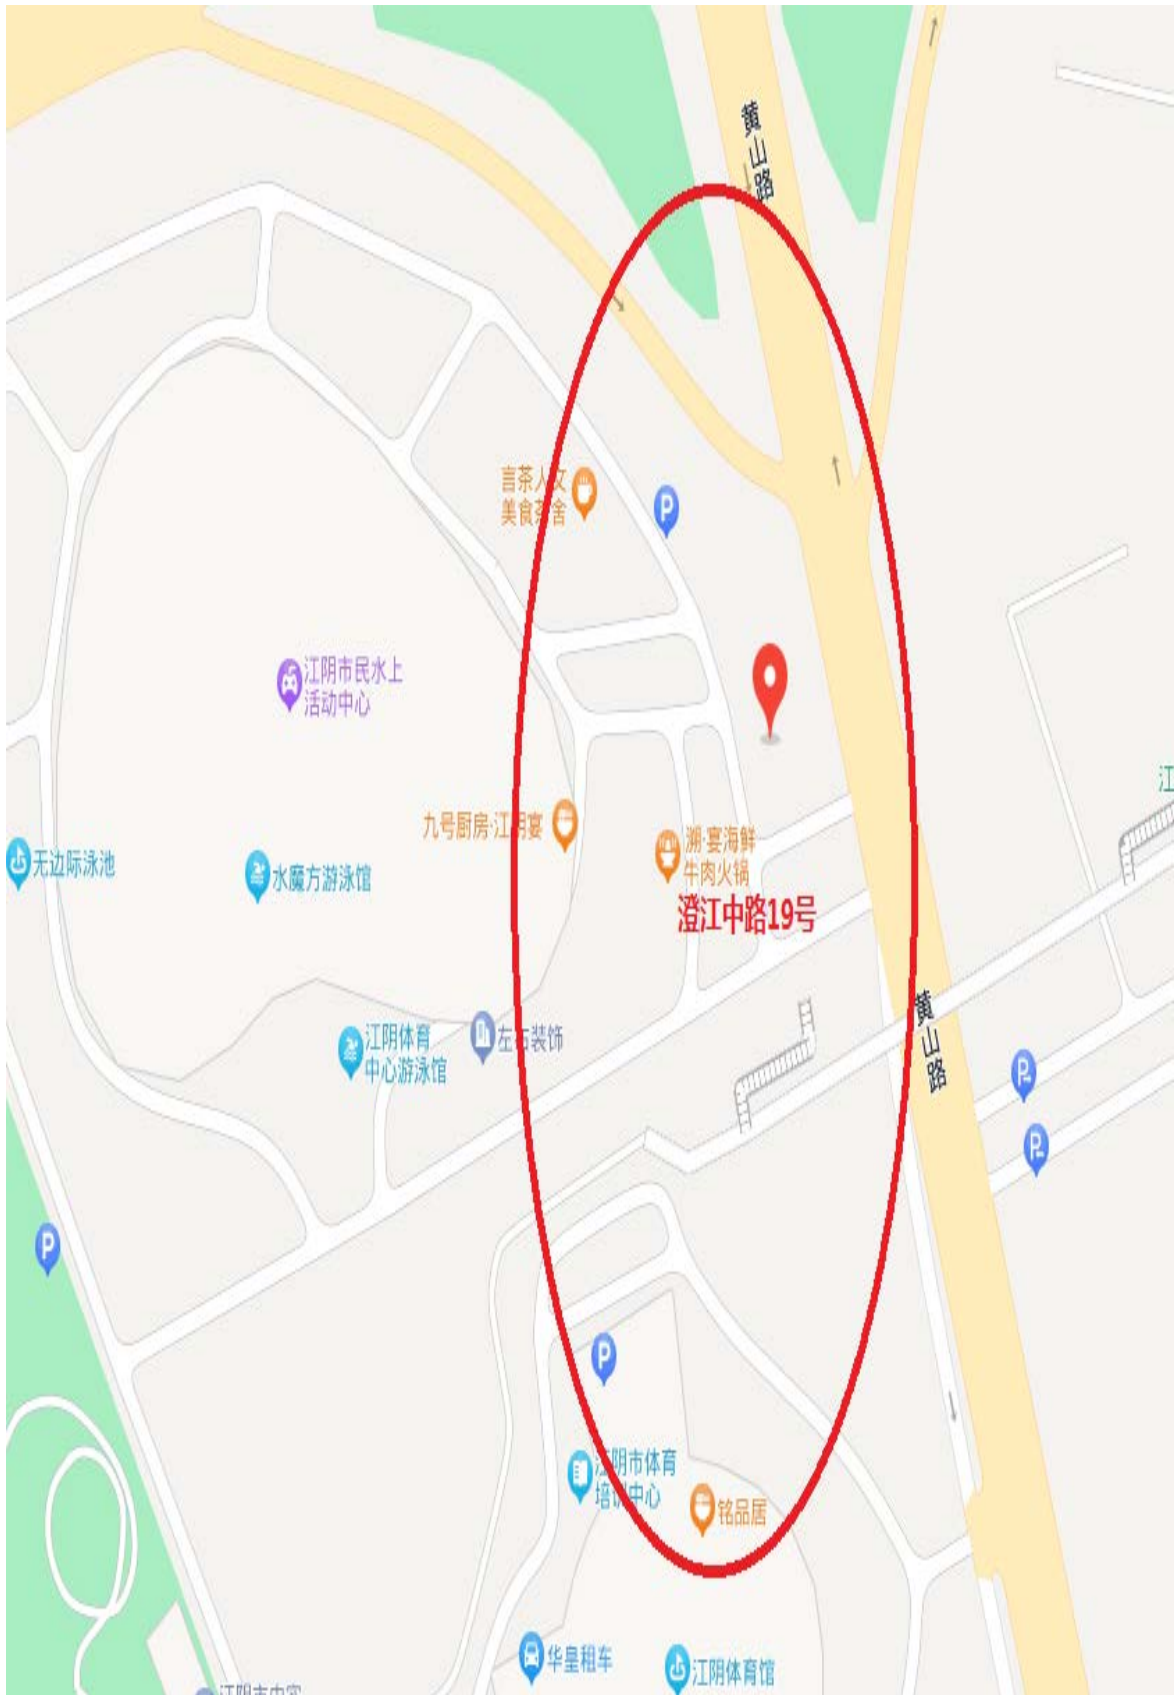 黄山路
言茶人文
美食茶舍
P
江阴市民水上
活动中心
九号厨房·江阴宴
溯·宴海鲜
牛肉火锅
无边际泳池
水魔方游泳馆
澄江中路19号
江
江阴体育
中心游泳馆
左右装饰
黄山路
P
P
P
P
江阴市体育
培训中心
铭品居
华皇租车
江阴体育馆